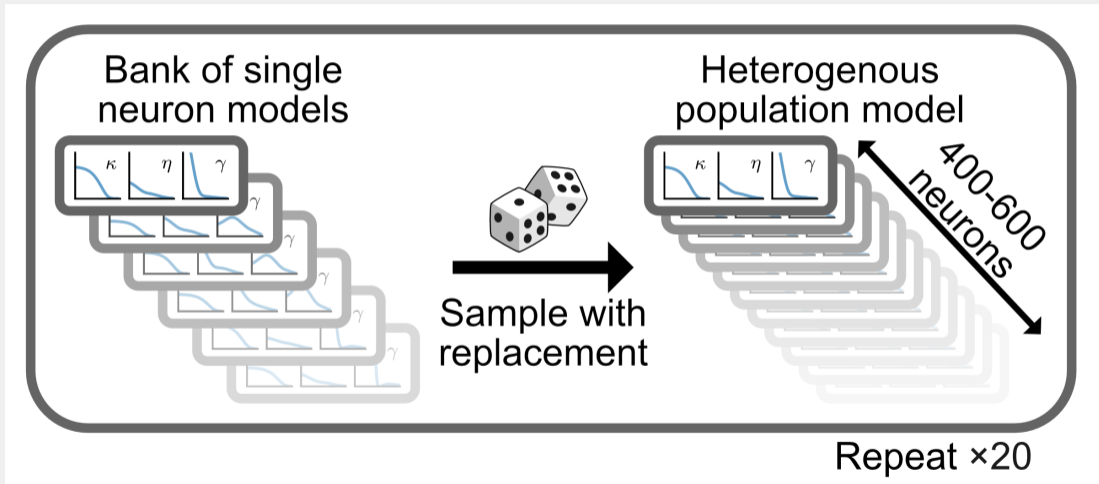 Bank of single
neuron models
κ η γ
γ
γ
γ
γ
γ
Sample with
replacement
Heterogenous
population model
κ η γ
400-600
neurons
Repeat ×20